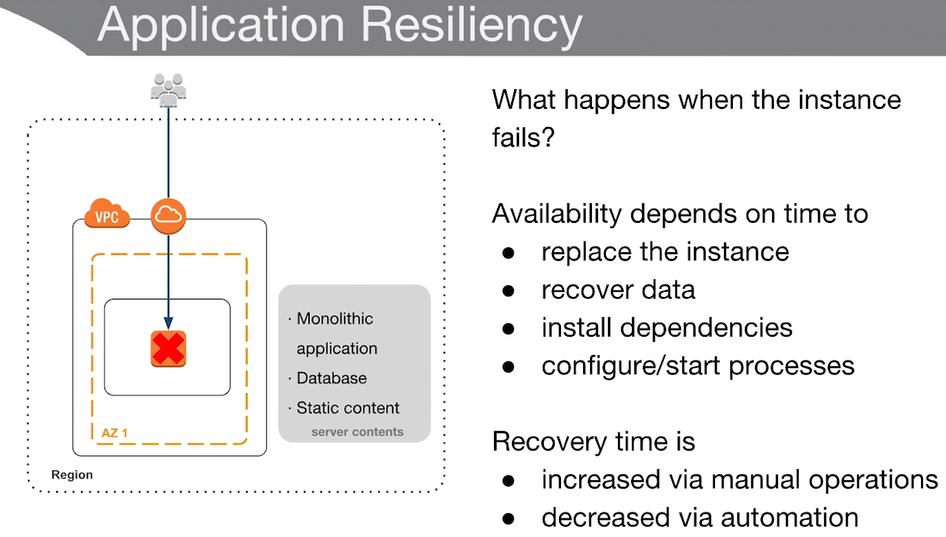 Application Resiliency
VPC
· Monolithic
application
· Database
· Static content
server contents
AZ 1
Region
What happens when the instance
fails?
Availability depends on time to
● replace the instance
● recover data
● install dependencies
● configure/start processes
Recovery time is
● increased via manual operations
● decreased via automation